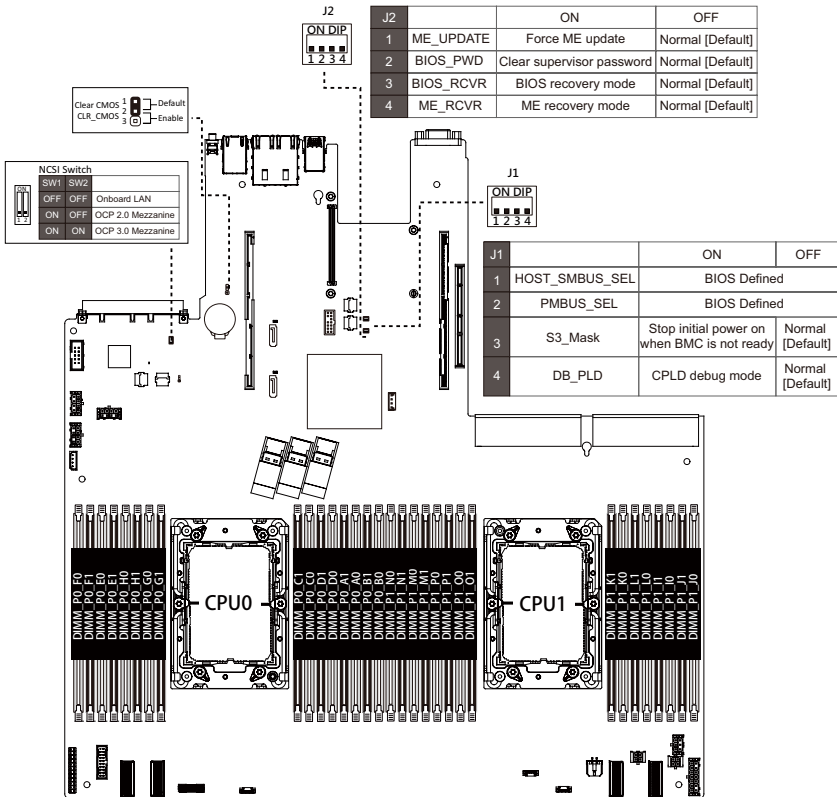 J2
ON DIP
1 2 3 4
J2 ON OFF
1 ME_UPDATE Force ME update Normal [Default]
2 BIOS_PWD Clear supervisor password Normal [Default]
3 BIOS_RCVR BIOS recovery mode Normal [Default]
4 ME_RCVR ME recovery mode Normal [Default]
Clear CMOS
CLR_CMOS
1
2
3
Default
Enable
NCSI Switch
ON
1 2
SW1 SW2
OFF OFF Onboard LAN
ON OFF OCP 2.0 Mezzanine
ON ON OCP 3.0 Mezzanine
J1
ON DIP
1 2 3 4
J1 ON OFF
1 HOST_SMBUS_SEL BIOS Defined
2 PMBUS_SEL BIOS Defined
3 S3_Mask Stop initial power on
when BMC is not ready
Normal
[Default]
4 DB_PLD CPLD debug mode Normal
[Default]
DIMM_P0_F0
DIMM_P0_F1
DIMM_P0_E0
DIMM_P0_E1
DIMM_P0_H0
DIMM_P0_H1
DIMM_P0_G0
DIMM_P0_G1
CPU0
DIMM_P0_C1
DIMM_P0_C0
DIMM_P0_D1
DIMM_P0_D0
DIMM_P0_A1
DIMM_P0_A0
DIMM_P0_B1
DIMM_P0_B0
DIMM_P1_N0
DIMM_P1_N1
DIMM_P1_M0
DIMM_P1_M1
DIMM_P1_P0
DIMM_P1_P1
DIMM_P1_O0
DIMM_P1_O1
CPU1
DIMM_P1_K1
DIMM_P1_K0
DIMM_P1_L1
DIMM_P1_L0
DIMM_P1_I1
DIMM_P1_I0
DIMM_P1_J1
DIMM_P1_J0